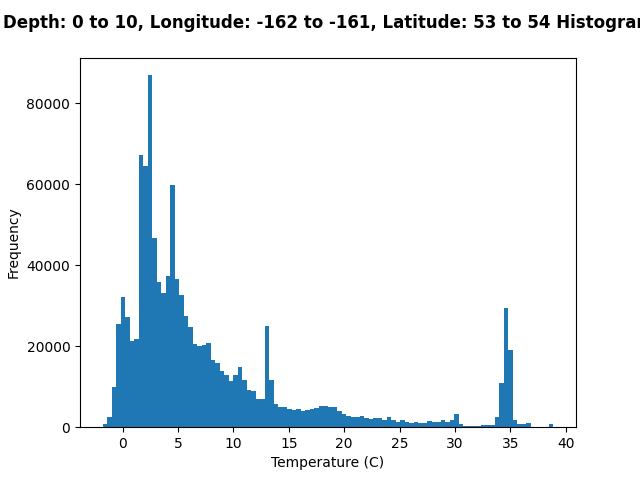 Depth: 0 to 10, Longitude: -162 to -161, Latitude: 53 to 54
80000
60000
40000
20000
0
Frequency
0 5 10 15 20 25 30 35 40
Temperature (C)